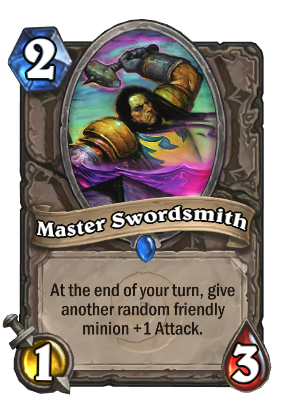 2
Master Swordsmith
At the end of your turn, give
another random friendly
minion +1 Attack.
1
3